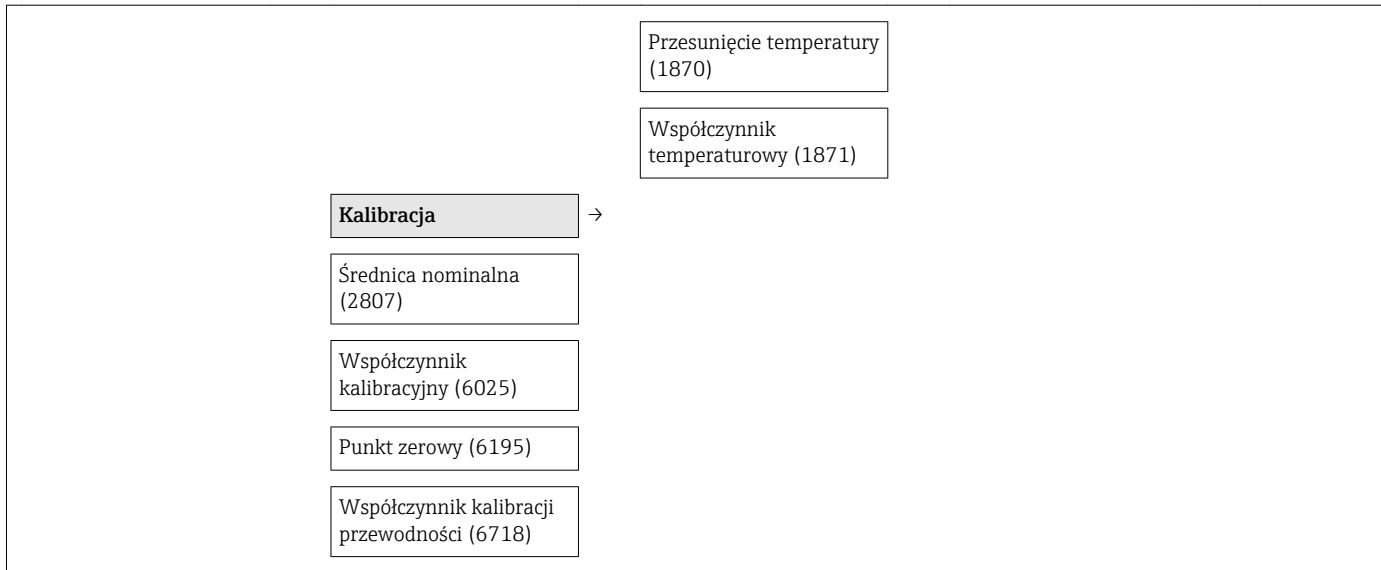 Przesunięcie temperatury
(1870)
Współczynnik
temperaturowy (1871)
Kalibracja →
Średnica nominalna
(2807)
Współczynnik
kalibracyjny (6025)
Punkt zerowy (6195)
Współczynnik kalibracji
przewodności (6718)